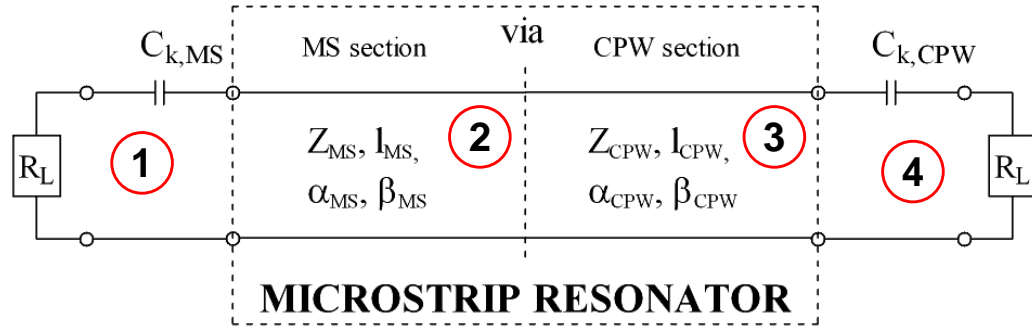 C_k,MS
MS section
via
CPW section
C_k,CPW
R_L
1
Z_MS, l_MS,
α_MS, β_MS
2
Z_CPW, l_CPW,
α_CPW, β_CPW
3
4
R_L
MICROSTRIP RESONATOR